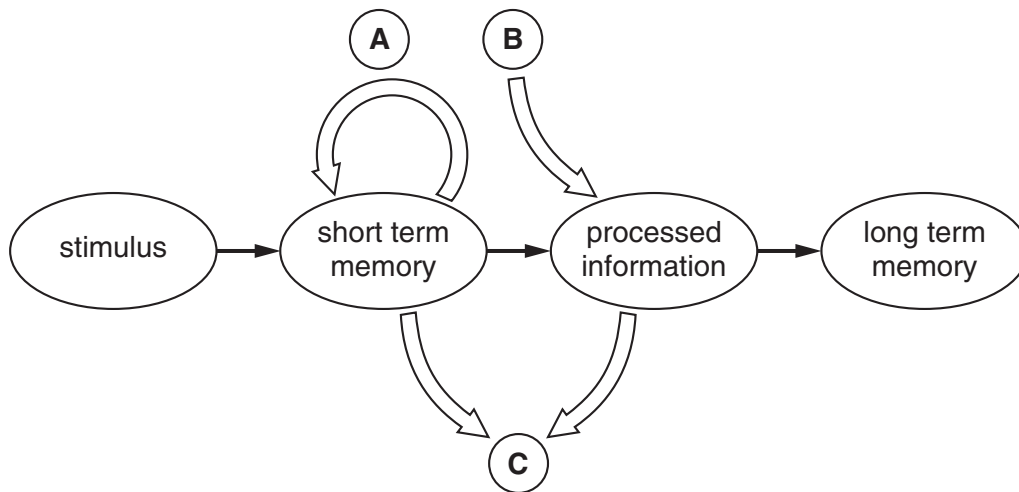 A
B
stimulus
short term
memory
processed
information
long term
memory
C